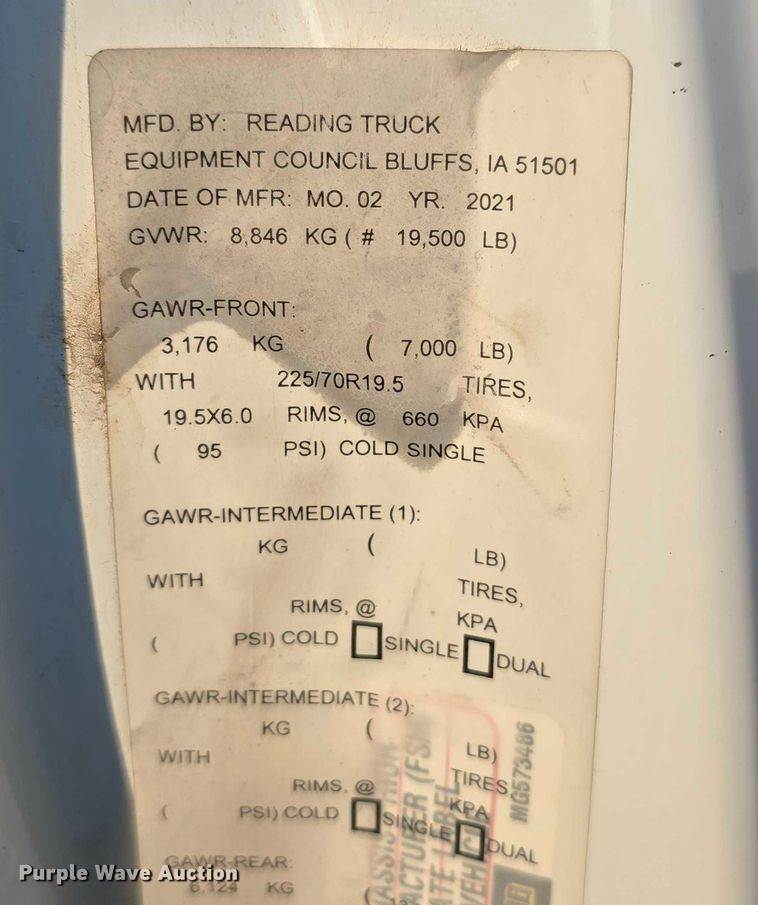 MFD. BY: READING TRUCK
EQUIPMENT COUNCIL BLUFFS, IA 51501
DATE OF MFR: MO. 02 YR. 2021
GVWR: 8,846 KG ( # 19,500 LB)
GAWR-FRONT:
3,176 KG ( 7,000 LB)
WITH 225/70R19.5 TIRES,
19.5X6.0 RIMS, @ 660 KPA
( 95 PSI) COLD SINGLE
GAWR-INTERMEDIATE (1):
KG ( LB)
WITH TIRES,
RIMS, @ KPA
( PSI) COLD SINGLE DUAL
GAWR-INTERMEDIATE (2):
KG ( LB)
WITH TIRES
RIMS, @ KPA
( PSI) COLD SINGLE DUAL
GAWR-REAR:
6,124 KG (
MG573486
Purple Wave Auction